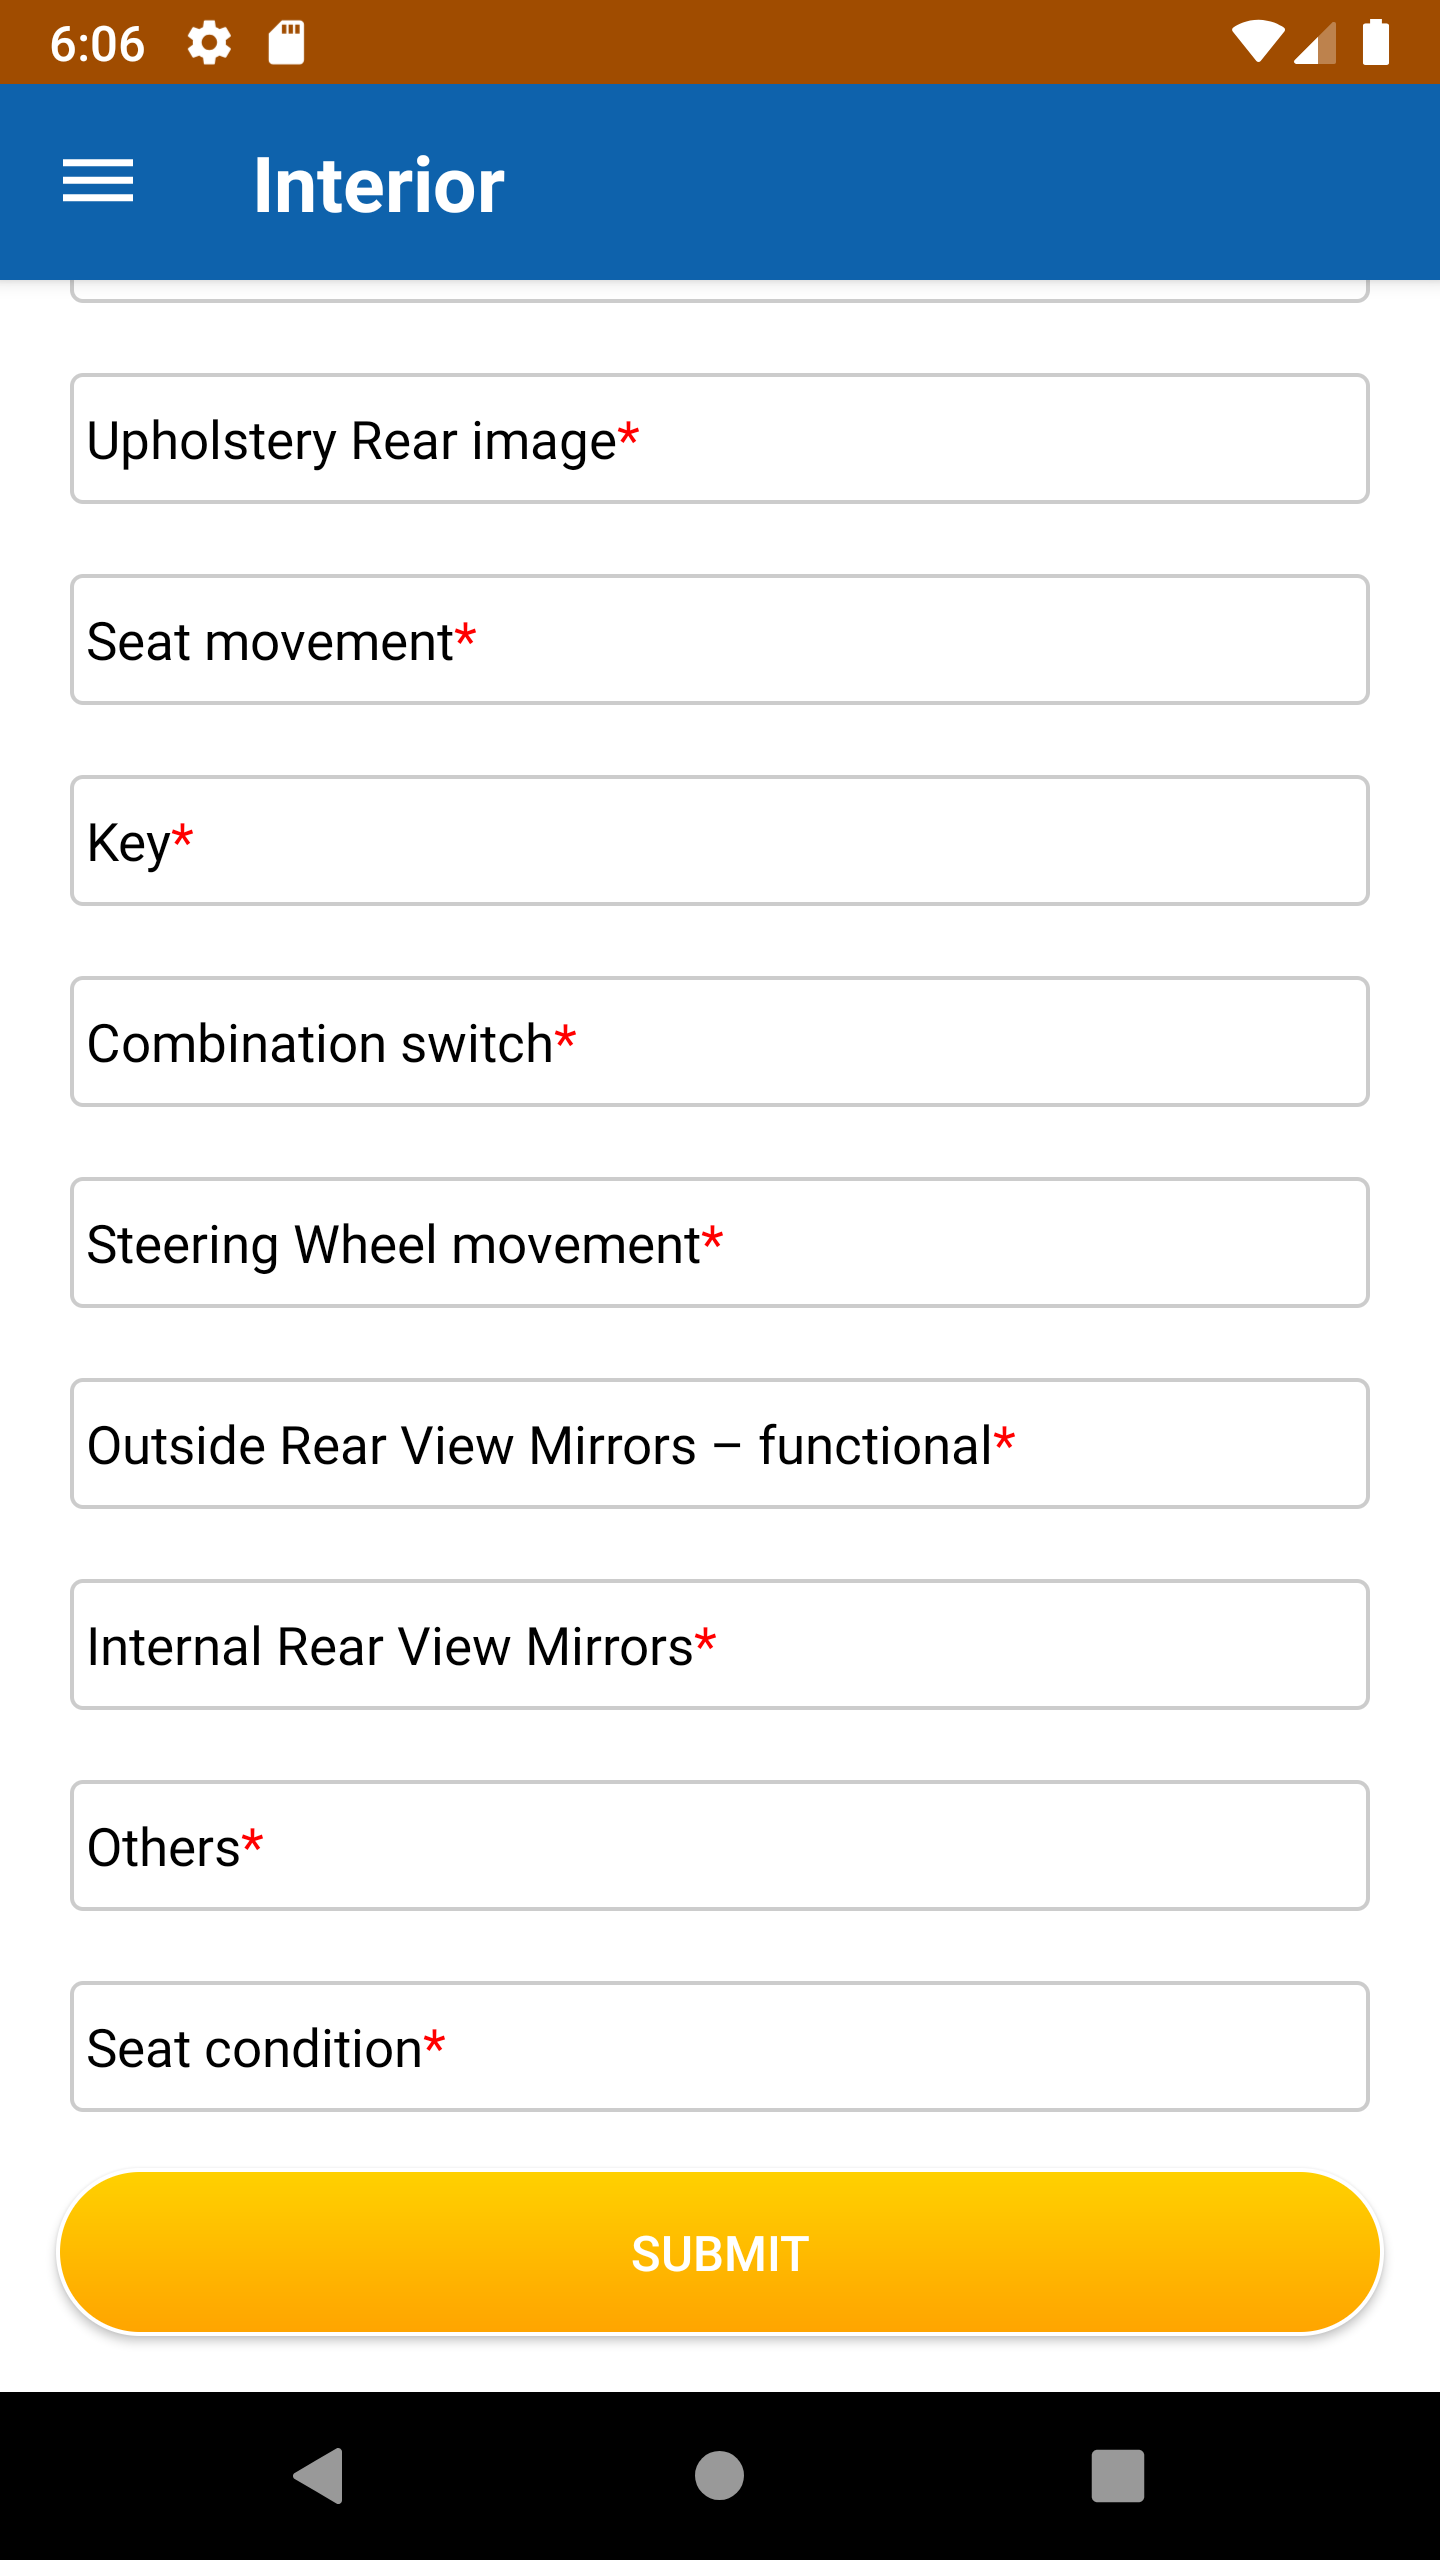 6:06
Interior
Upholstery Rear image*
Seat movement*
Key*
Combination switch*
Steering Wheel movement*
Outside Rear View Mirrors – functional*
Internal Rear View Mirrors*
Others*
Seat condition*
SUBMIT